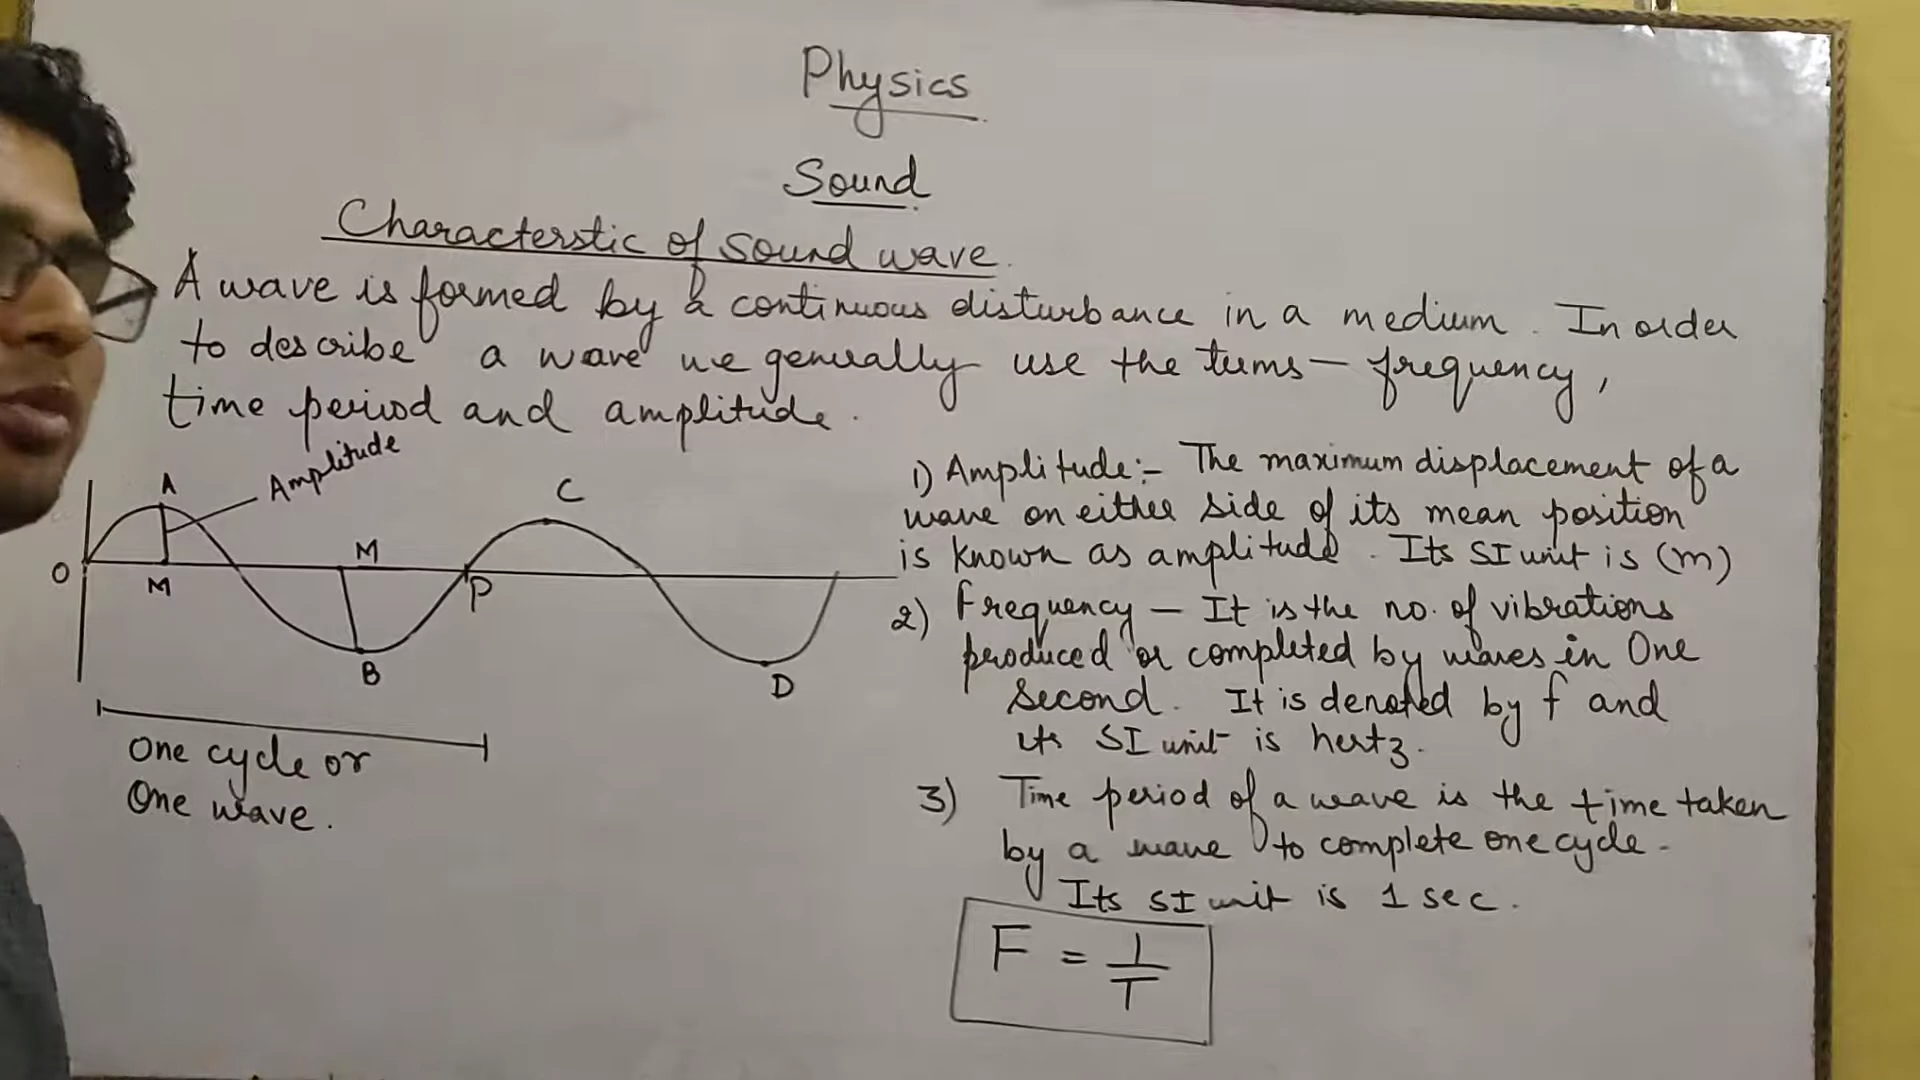 Physics
Sound
Characterstic of sound wave.
A wave is formed by a continuous disturbance in a medium. In order
to describe a wave we generally use the terms — frequency,
time period and amplitude.
Amplitude
A
C
O
M
M
P
B
D
One cycle or
One wave.
1) Amplitude:- The maximum displacement of a
wave on either side of its mean position
is known as amplitude. Its SI unit is (m)
2) frequency — It is the no. of vibrations
produced or completed by waves in One
second. It is denoted by f and
its SI unit is hertz.
3) Time period of a wave is the time taken
by a wave to complete one cycle.
Its SI unit is 1 sec.
F = 1/T